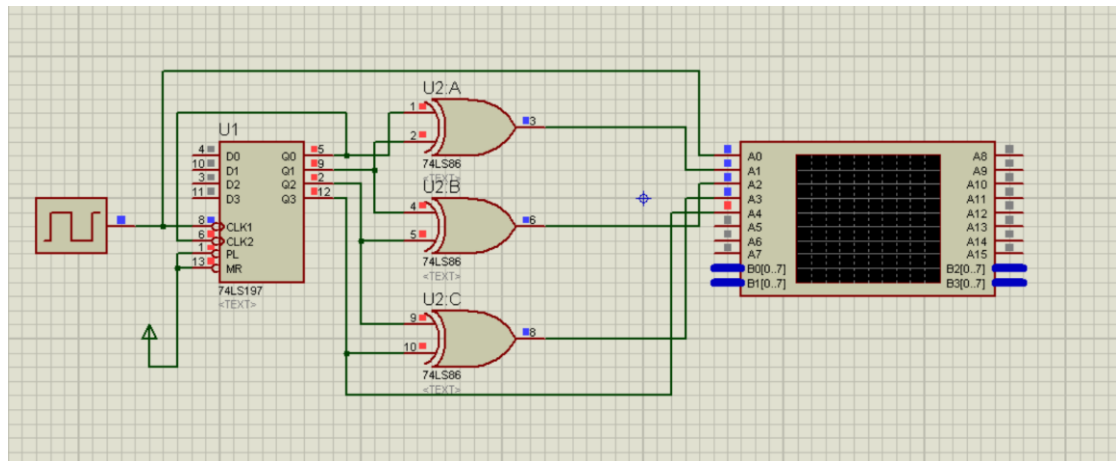 U2:A
1
3
2
74LS86
<TEXT>
U1
4 D0 Q0 5
10 D1 Q1 9
3 D2 Q2 2
11 D3 Q3 12
8 CLK1
6 CLK2
1 PL
13 MR
74LS197
<TEXT>
U2:B
4
6
5
74LS86
<TEXT>
U2:C
9
8
10
74LS86
<TEXT>
A0 A8
A1 A9
A2 A10
A3 A11
A4 A12
A5 A13
A6 A14
A7 A15
B0[0..7] B2[0..7]
B1[0..7] B3[0..7]